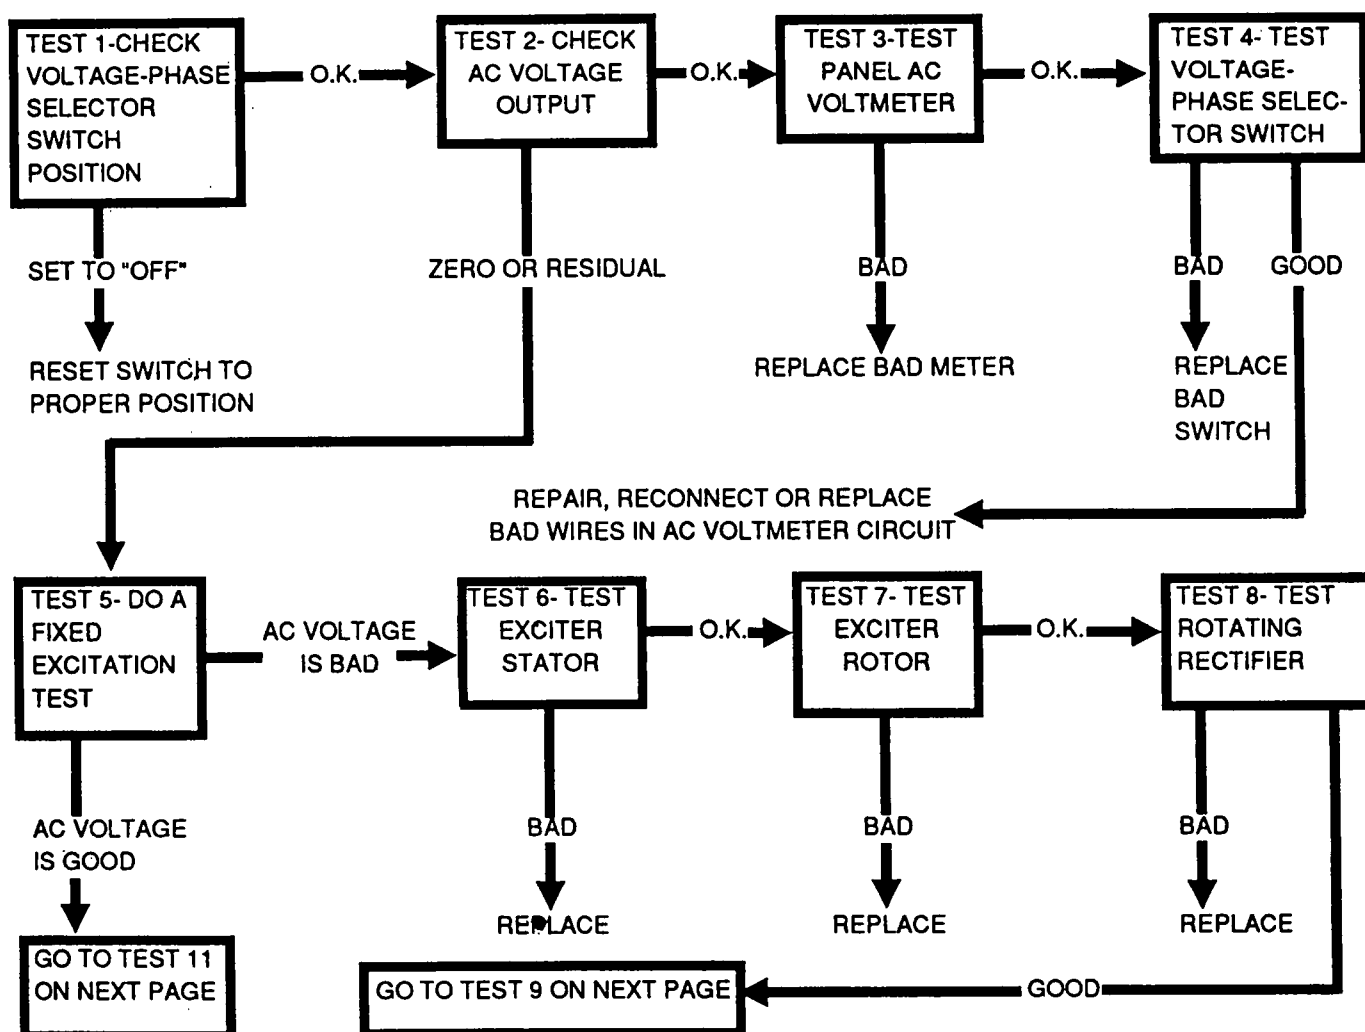 TEST 1-CHECK
VOLTAGE-PHASE
SELECTOR
SWITCH
POSITION
O.K.
TEST 2- CHECK
AC VOLTAGE
OUTPUT
O.K.
TEST 3-TEST
PANEL AC
VOLTMETER
O.K.
TEST 4- TEST
VOLTAGE-
PHASE SELEC-
TOR SWITCH
SET TO "OFF"
ZERO OR RESIDUAL
BAD
BAD
GOOD
RESET SWITCH TO
PROPER POSITION
REPLACE BAD METER
REPLACE
BAD
SWITCH
REPAIR, RECONNECT OR REPLACE
BAD WIRES IN AC VOLTMETER CIRCUIT
TEST 5- DO A
FIXED
EXCITATION
TEST
AC VOLTAGE
IS BAD
TEST 6- TEST
EXCITER
STATOR
O.K.
TEST 7- TEST
EXCITER
ROTOR
O.K.
TEST 8- TEST
ROTATING
RECTIFIER
AC VOLTAGE
IS GOOD
BAD
BAD
BAD
REPLACE
REPLACE
REPLACE
GO TO TEST 11
ON NEXT PAGE
GO TO TEST 9 ON NEXT PAGE
GOOD